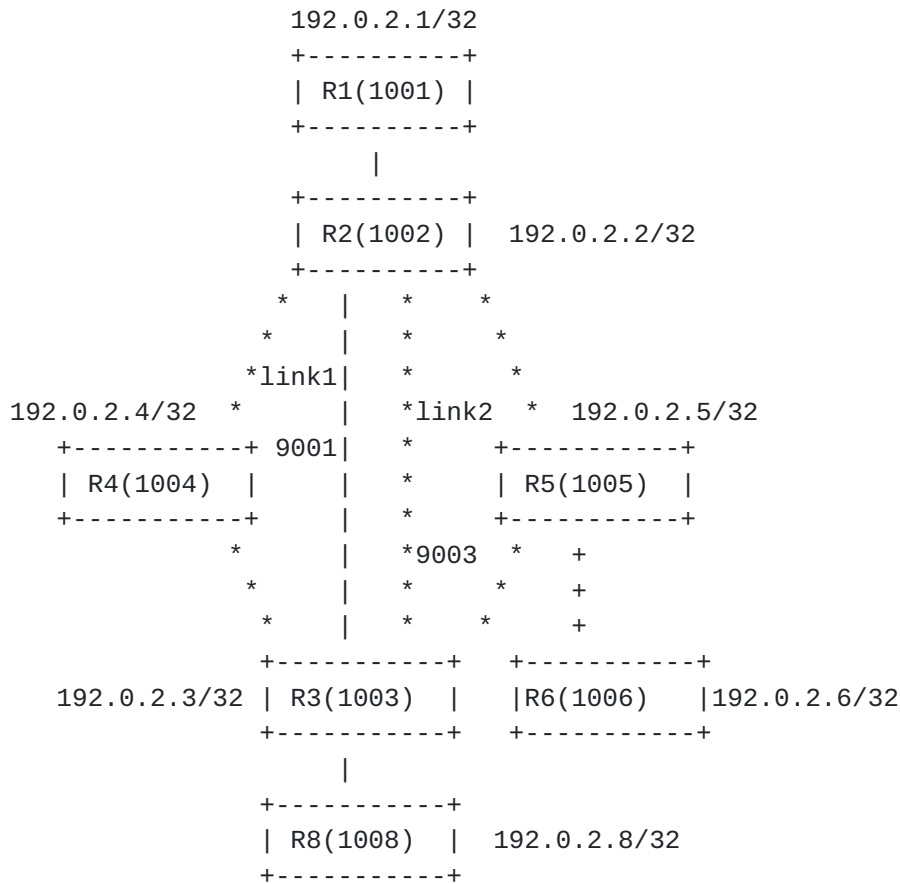 192.0.2.1/32
+----------+
| R1(1001) |
+----------+
|
+----------+
| R2(1002) |  192.0.2.2/32
+----------+
*   |   *    *
*    |   *     *
*link1|   *      *
192.0.2.4/32  *      |   *link2  *  192.0.2.5/32
+-----------+ 9001|   *     +-----------+
| R4(1004)  |     |   *     | R5(1005)  |
+-----------+     |   *     +-----------+
*      |   *9003  *   +
*     |   *     *    +
*    |   *    *     +
+-----------+   +-----------+
192.0.2.3/32 | R3(1003)  |   |R6(1006)   |192.0.2.6/32
+-----------+   +-----------+
|
+-----------+
| R8(1008)  |  192.0.2.8/32
+-----------+